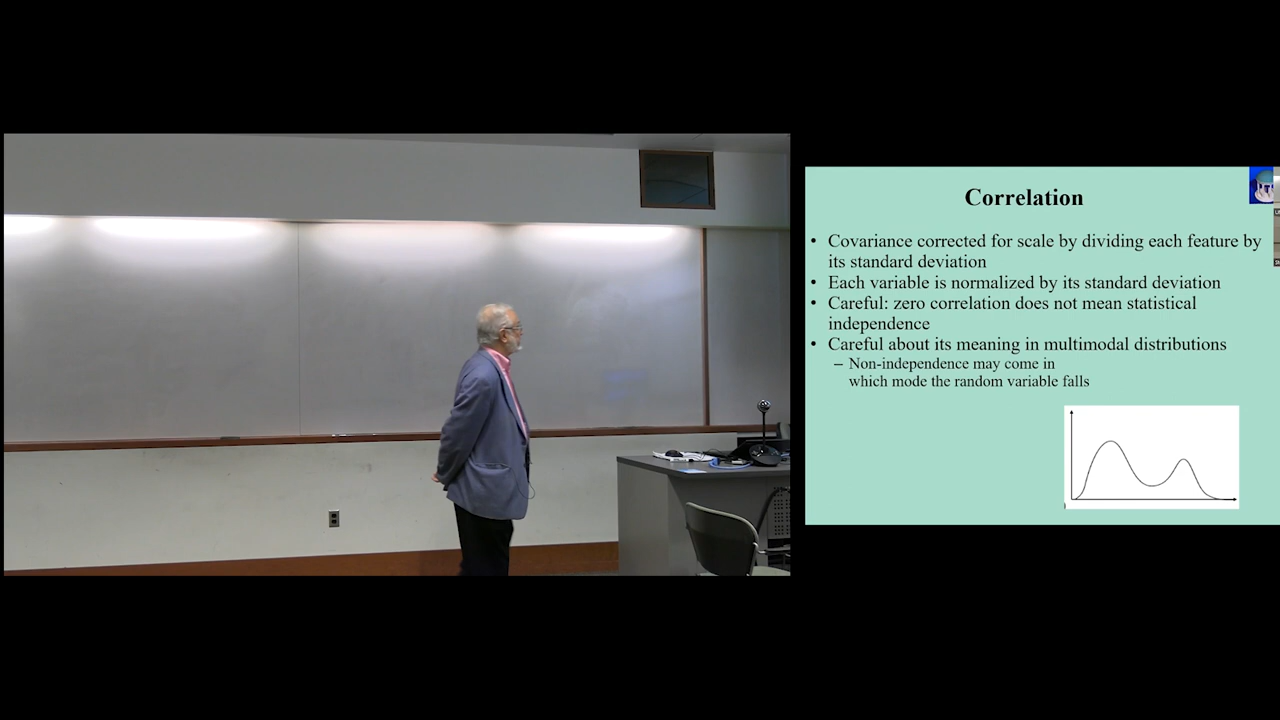 Correlation
• Covariance corrected for scale by dividing each feature by
its standard deviation
• Each variable is normalized by its standard deviation
• Careful: zero correlation does not mean statistical
independence
• Careful about its meaning in multimodal distributions
– Non-independence may come in
which mode the random variable falls